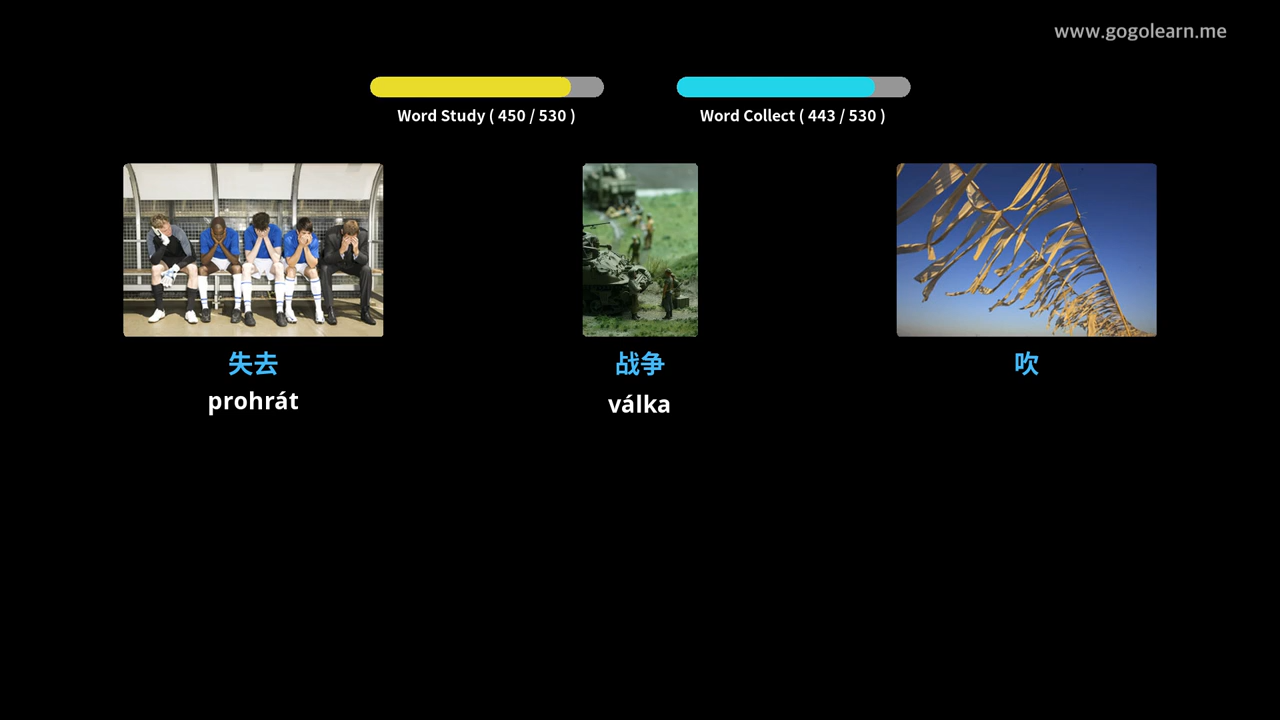 www.gogolearn.me
Word Study ( 450 / 530 )
Word Collect ( 443 / 530 )
失去
prohrát
战争
válka
吹